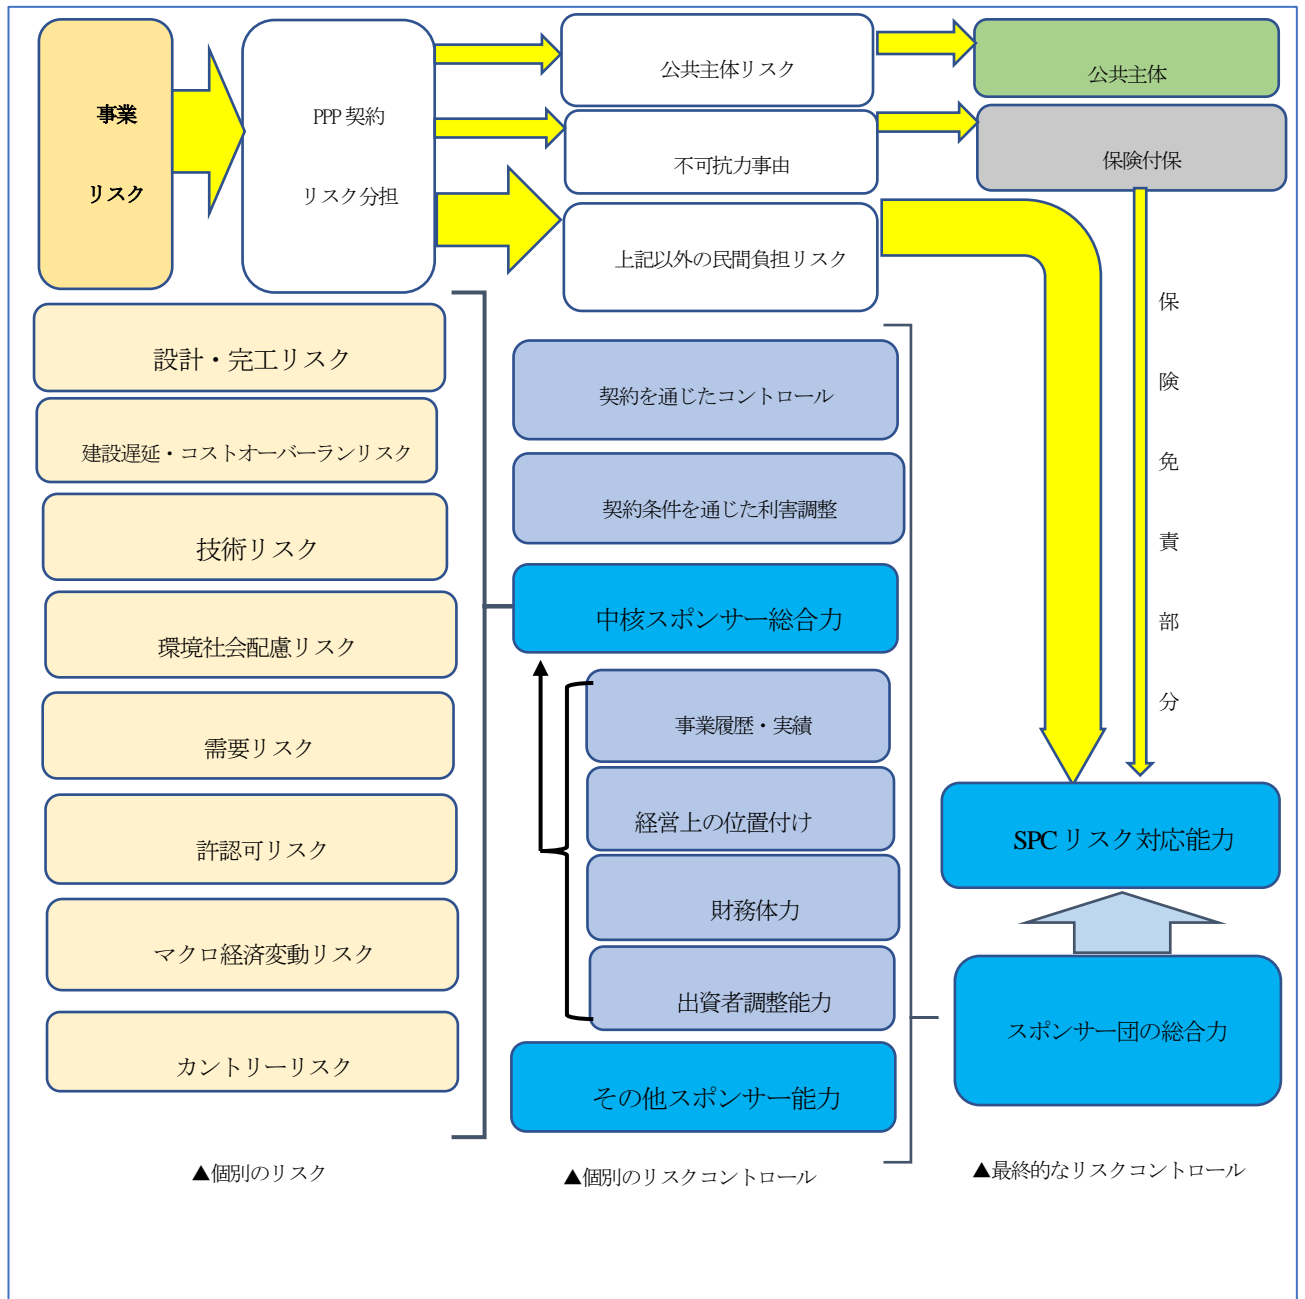 事業
リスク
PPP 契約
リスク分担
公共主体リスク
公共主体
不可抗力事由
保険付保
上記以外の民間負担リスク
保
険
免
責
部
分
設計・完工リスク
建設遅延・コストオーバーランリスク
技術リスク
環境社会配慮リスク
需要リスク
許認可リスク
マクロ経済変動リスク
カントリーリスク
▲個別のリスク
契約を通じたコントロール
契約条件を通じた利害調整
中核スポンサー総合力
事業履歴・実績
経営上の位置付け
財務体力
出資者調整能力
その他スポンサー能力
▲個別のリスクコントロール
SPC リスク対応能力
スポンサー団の総合力
▲最終的なリスクコントロール